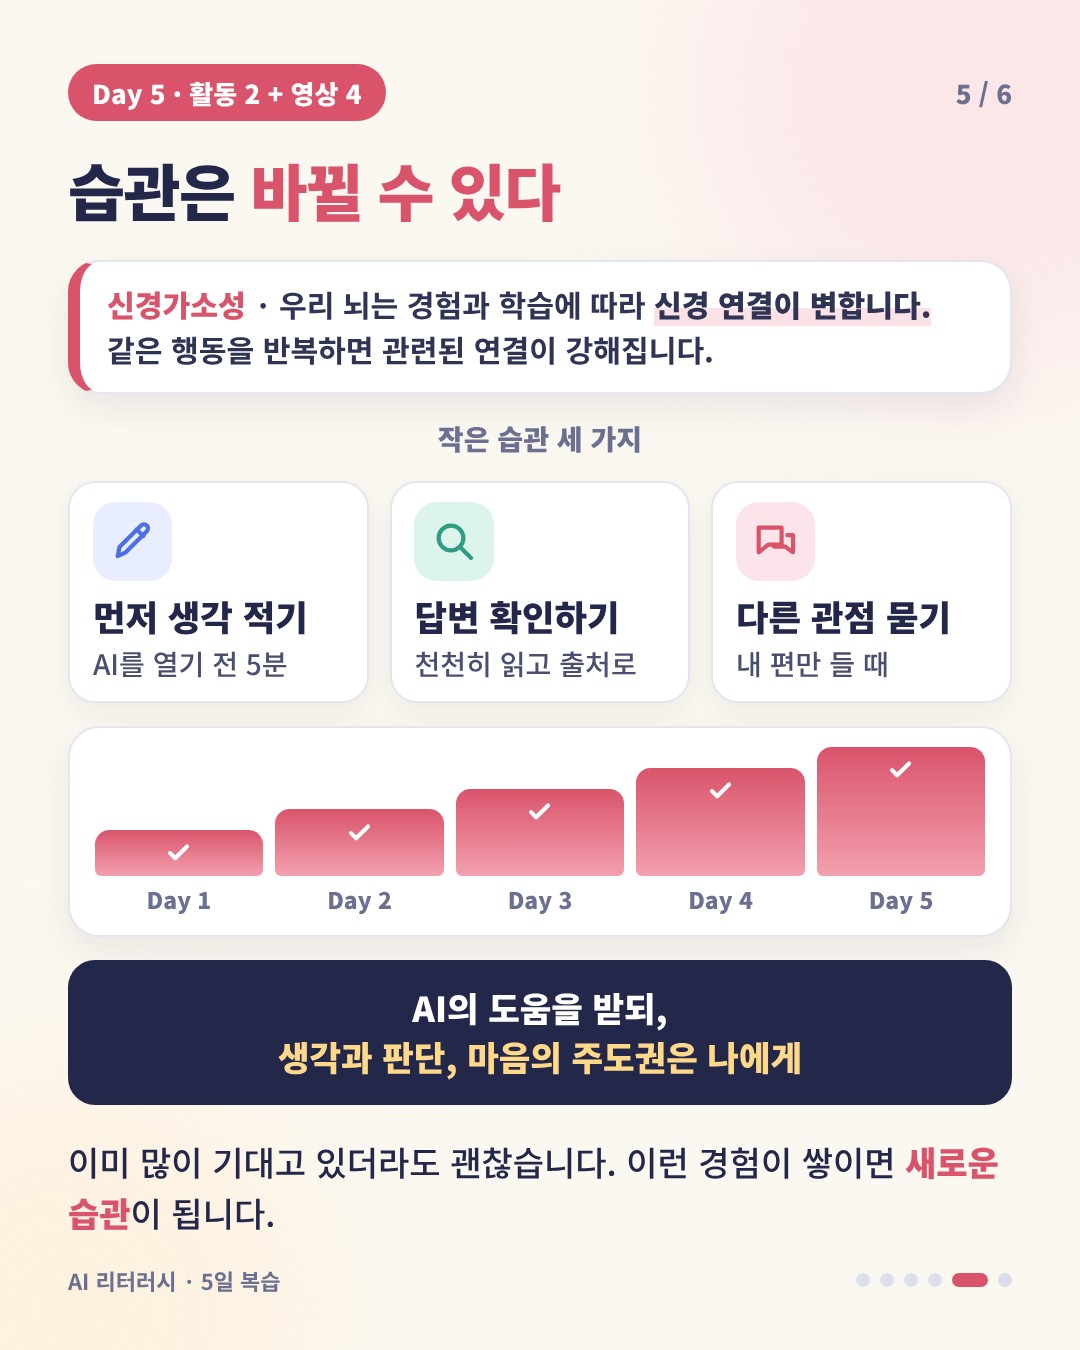 Day 5 · 활동 2 + 영상 4
5 / 6
습관은 바뀔 수 있다
신경가소성 · 우리 뇌는 경험과 학습에 따라 신경 연결이 변합니다.
같은 행동을 반복하면 관련된 연결이 강해집니다.
작은 습관 세 가지
먼저 생각 적기
AI를 열기 전 5분
답변 확인하기
천천히 읽고 출처로
다른 관점 묻기
내 편만 들 때
Day 1
Day 2
Day 3
Day 4
Day 5
AI의 도움을 받되,
생각과 판단, 마음의 주도권은 나에게
이미 많이 기대고 있더라도 괜찮습니다. 이런 경험이 쌓이면 새로운
습관이 됩니다.
AI 리터러시 · 5일 복습